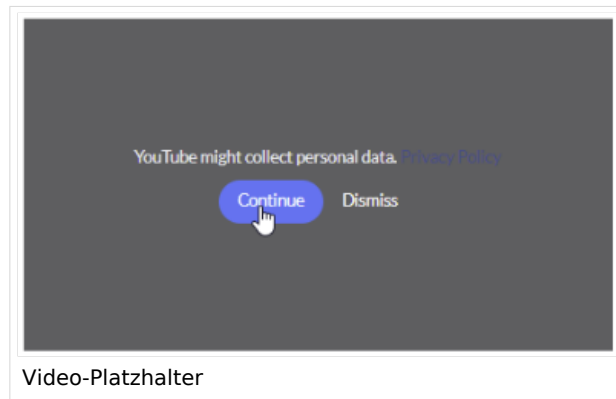 YouTube might collect personal data. Privacy Policy
Continue Dismiss
Video-Platzhalter